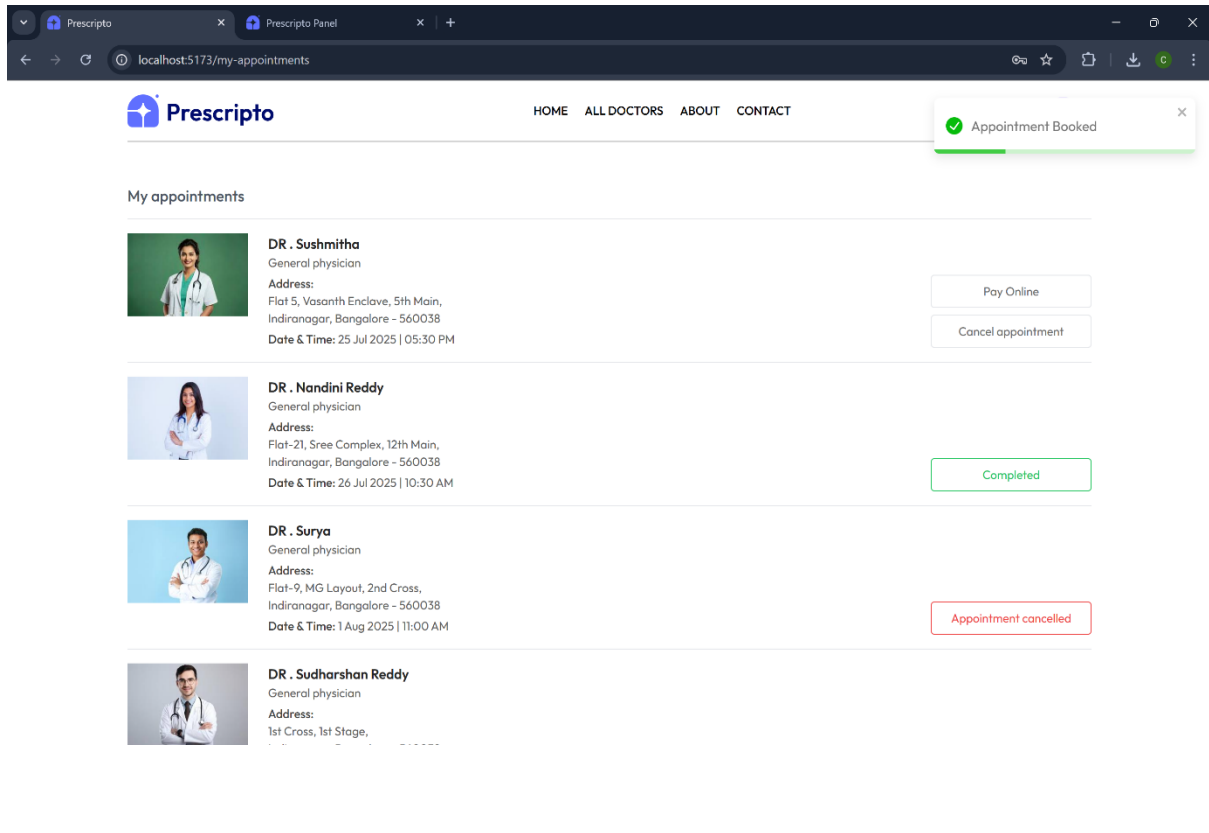 Prescripto
Prescripto Panel
localhost:5173/my-appointments
C
Prescripto
HOME ALL DOCTORS ABOUT CONTACT
Appointment Booked
My appointments
DR . Sushmitha
General physician
Address:
Flat 5, Vasanth Enclave, 5th Main,
Indiranagar, Bangalore - 560038
Date & Time: 25 Jul 2025 | 05:30 PM
Pay Online
Cancel appointment
DR . Nandini Reddy
General physician
Address:
Flat-21, Sree Complex, 12th Main,
Indiranagar, Bangalore - 560038
Date & Time: 26 Jul 2025 | 10:30 AM
Completed
DR . Surya
General physician
Address:
Flat-9, MG Layout, 2nd Cross,
Indiranagar, Bangalore - 560038
Date & Time: 1 Aug 2025 | 11:00 AM
Appointment cancelled
DR . Sudharshan Reddy
General physician
Address:
1st Cross, 1st Stage,